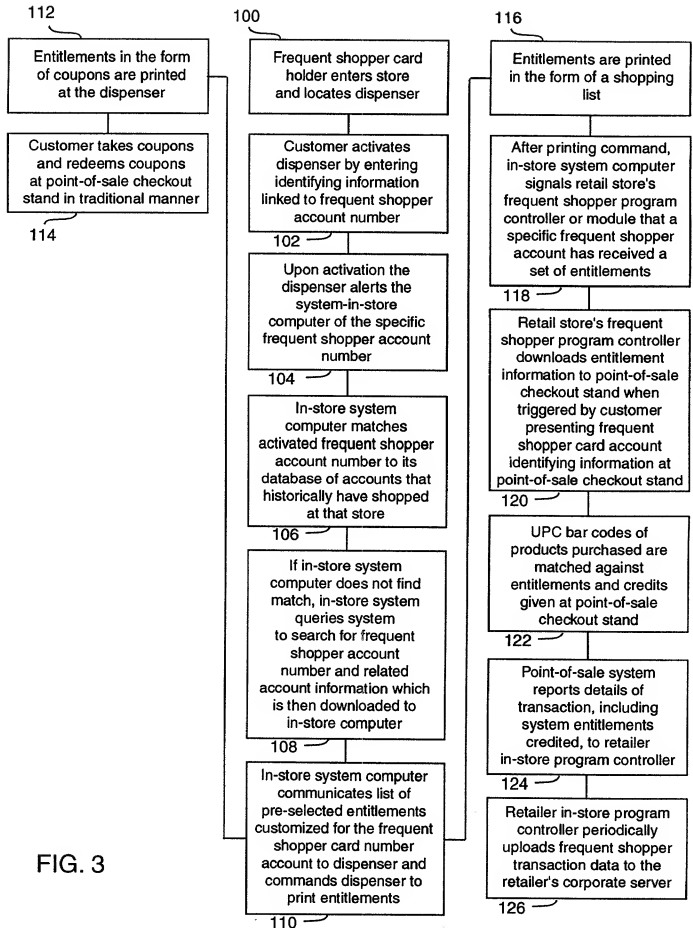 112
Entitlements in the form
of coupons are printed
at the dispenser
Customer takes coupons
and redeems coupons
at point-of-sale checkout
stand in traditional manner
114
100
Frequent shopper card
holder enters store
and locates dispenser
Customer activates
dispenser by entering
identifying information
linked to frequent shopper
account number
102
Upon activation the
dispenser alerts the
system-in-store
computer of the specific
frequent shopper account
number
104
In-store system
computer matches
activated frequent shopper
account number to its
database of accounts that
historically have shopped
at that store
106
If in-store system
computer does not find
match, in-store system
queries system
to search for frequent
shopper account
number and related
account information which
is then downloaded to
in-store computer
108
In-store system computer
communicates list of
pre-selected entitlements
customized for the frequent
shopper card number
account to dispenser and
commands dispenser to
print entitlements
110
116
Entitlements are printed
in the form of a shopping
list
After printing command,
in-store system computer
signals retail store's
frequent shopper program
controller or module that a
specific frequent shopper
account has received a
set of entitlements
118
Retail store's frequent
shopper program controller
downloads entitlement
information to point-of-sale
checkout stand when
triggered by customer
presenting frequent
shopper card account
identifying information at
point-of-sale checkout stand
120
UPC bar codes of
products purchased are
matched against
entitlements and credits
given at point-of-sale
checkout stand
122
Point-of-sale system
reports details of
transaction, including
system entitlements
credited, to retailer
in-store program controller
124
Retailer in-store program
controller periodically
uploads frequent shopper
transaction data to the
retailer's corporate server
126
FIG. 3